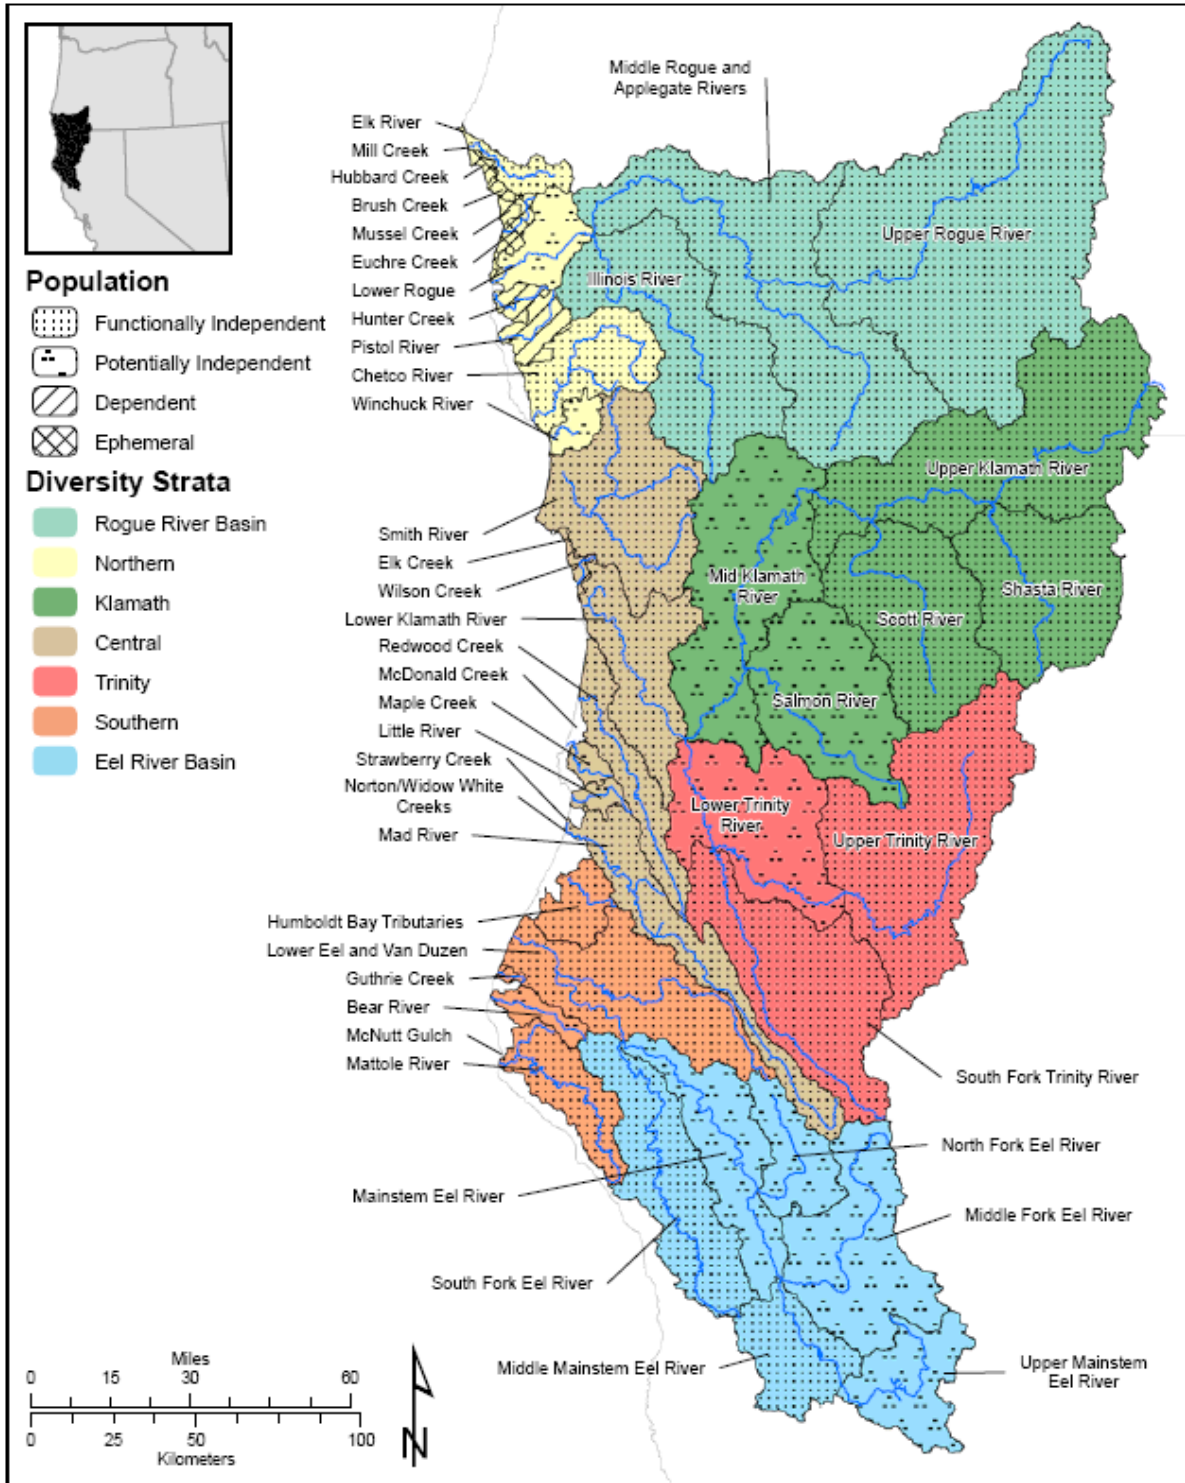 Population
Functionally Independent
Potentially Independent
Dependent
Ephemeral
Diversity Strata
Rogue River Basin
Northern
Klamath
Central
Trinity
Southern
Eel River Basin
Middle Rogue and
Applegate Rivers
Elk River
Mill Creek
Hubbard Creek
Brush Creek
Mussel Creek
Euchre Creek
Lower Rogue
Hunter Creek
Pistol River
Chetco River
Winchuck River
Upper Rogue River
Illinois River
Upper Klamath River
Smith River
Elk Creek
Wilson Creek
Lower Klamath River
Redwood Creek
McDonald Creek
Maple Creek
Little River
Strawberry Creek
Norton/Widow White
Creeks
Mad River
Mid Klamath
River
Shasta River
Scott River
Salmon River
Lower Trinity
River
Upper Trinity River
Humboldt Bay Tributaries
Lower Eel and Van Duzen
Guthrie Creek
Bear River
McNutt Gulch
Mattole River
South Fork Trinity River
North Fork Eel River
Mainstem Eel River
Middle Fork Eel River
South Fork Eel River
Middle Mainstem Eel River
Upper Mainstem
Eel River
Miles
0 15 30 60
0 25 50 100
Kilometers
N